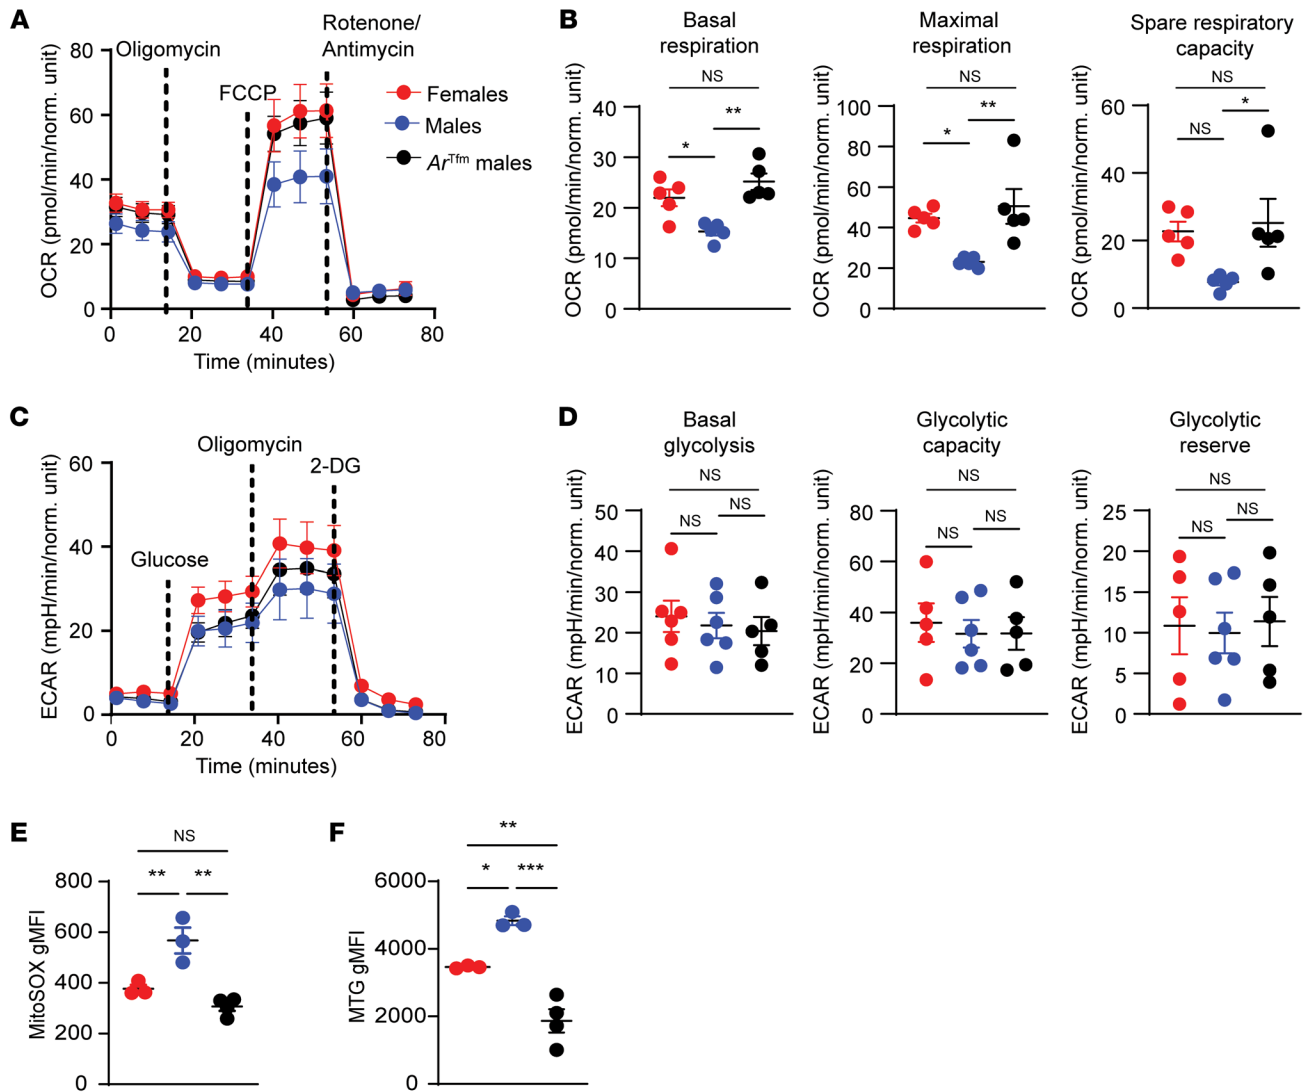 A
Oligomycin
FCCP
Rotenone/
Antimycin
Females
Males
ArTfm males
OCR (pmol/min/norm. unit)
80
60
40
20
0
0 20 40 60 80
Time (minutes)
B
Basal
respiration
NS
**
*
OCR (pmol/min/norm. unit)
40
30
20
10
0
Maximal
respiration
NS
**
*
OCR (pmol/min/norm. unit)
100
80
60
40
20
0
Spare respiratory
capacity
NS
*
NS
OCR (pmol/min/norm. unit)
60
40
20
0
C
Oligomycin
2-DG
Glucose
ECAR (mpH/min/norm. unit)
60
40
20
0
0 20 40 60 80
Time (minutes)
D
Basal
glycolysis
NS
NS
NS
ECAR (mpH/min/norm. unit)
50
40
30
20
10
0
Glycolytic
capacity
NS
NS
NS
ECAR (mpH/min/norm. unit)
80
60
40
20
0
Glycolytic
reserve
NS
NS
NS
ECAR (mpH/min/norm. unit)
25
20
15
10
5
0
E
NS
** **
MitoSOX gMFI
800
600
400
200
0
F
**
* ***
MTG gMFI
6000
4000
2000
0